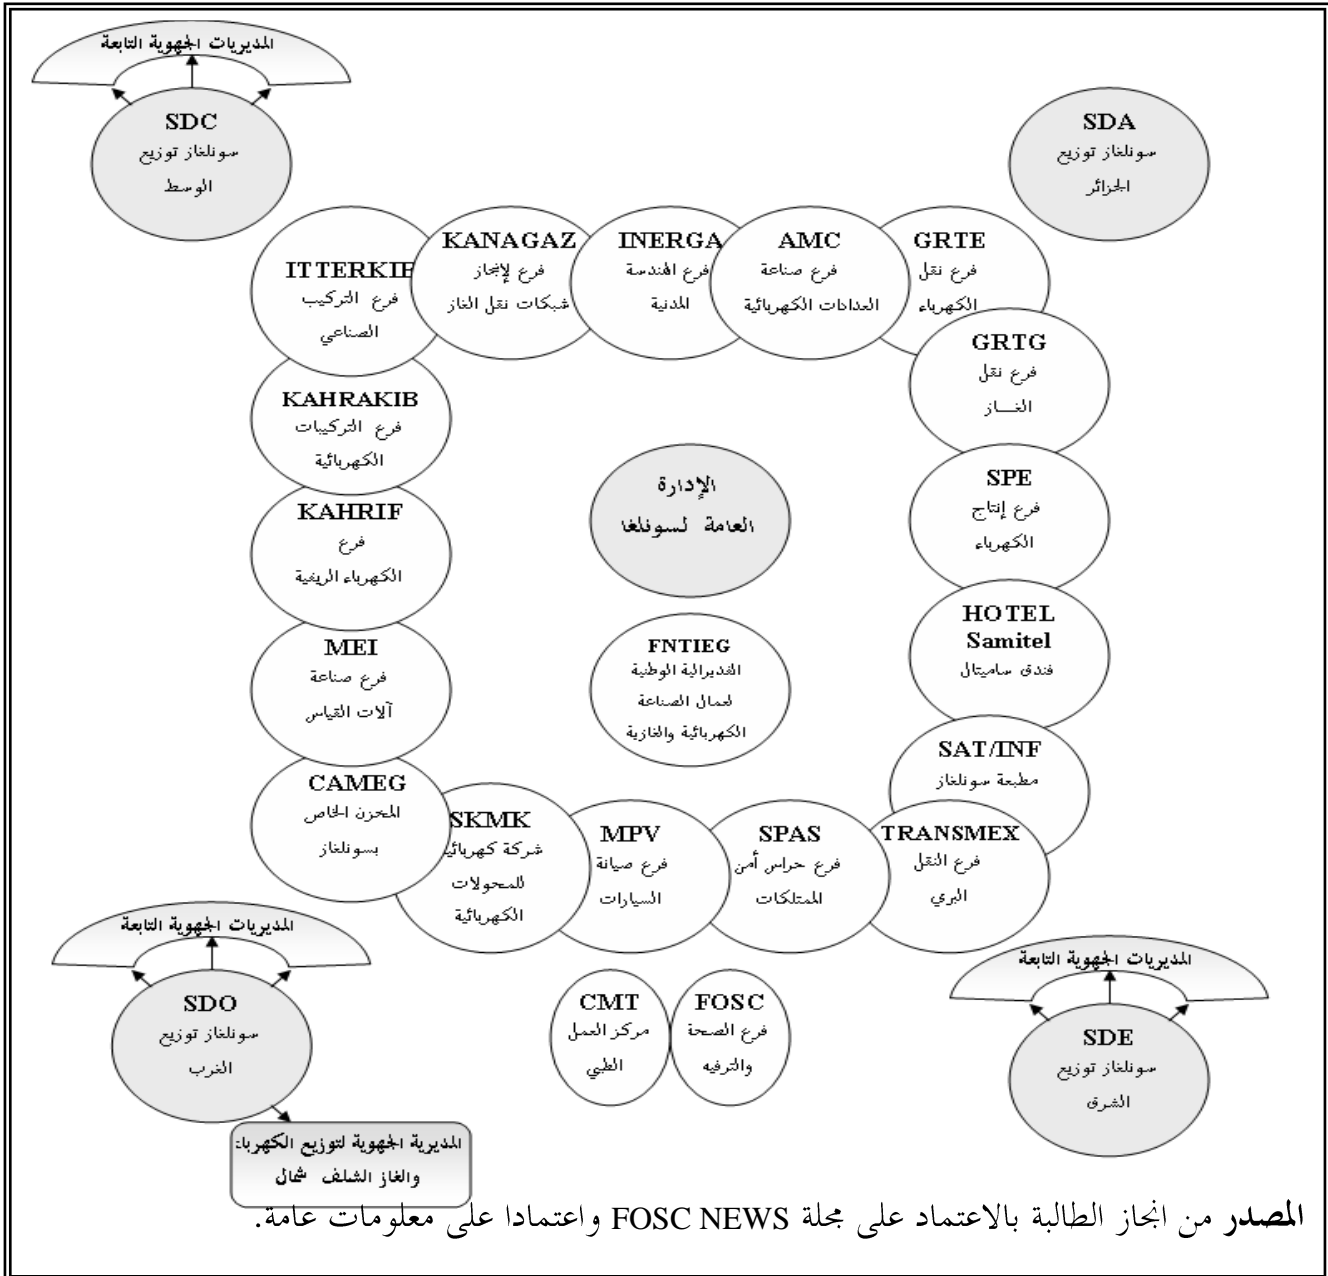 المديريات الجهوية التابعة
SDC
سونلغاز توزيع
الوسط
SDA
سونلغاز توزيع
الجزائر
ITTERKIB
فرع التركيب
الصناعي
KANAGAZ
فرع لإنجاز
شبكات نقل الغاز
INERGA
فرع الهندسة
المدنية
AMC
فرع صناعة
العدادات الكهربائية
GRTE
فرع نقل
الكهرباء
GRTG
فرع نقل
الغـــاز
KAHRAKIB
فرع التركيبات
الكهربائية
SPE
فرع إنتاج
الكهرباء
الإدارة
العامة لسونلغا
KAHRIF
فرع
الكهرباء الريفية
HOTEL
Samitel
فندق ساميتال
MEI
فرع صناعة
آلات القياس
FNTIEG
الفديرالية الوطنية
لعمال الصناعة
الكهربائية والغازية
SAT/INF
مطبعة سونلغاز
CAMEG
المخزن الخاص
بسونلغاز
SKMK
شركة كهربائية
للمحولات
الكهربائية
MPV
فرع صيانة
السيارات
SPAS
فرع حراس أمن
الممتلكات
TRANSMEX
فرع النقل
البري
المديريات الجهوية التابعة
SDO
سونلغاز توزيع
الغرب
CMT
مركز العمل
الطبي
FOSC
فرع الصحة
والترفيه
المديريات الجهوية التابعة
SDE
سونلغاز توزيع
الشرق
المديرية الجهوية لتوزيع الكهرباء
والغاز الشلف شمال
المصدر من انجاز الطالبة بالاعتماد على مجلة FOSC NEWS واعتمادا على معلومات عامة.